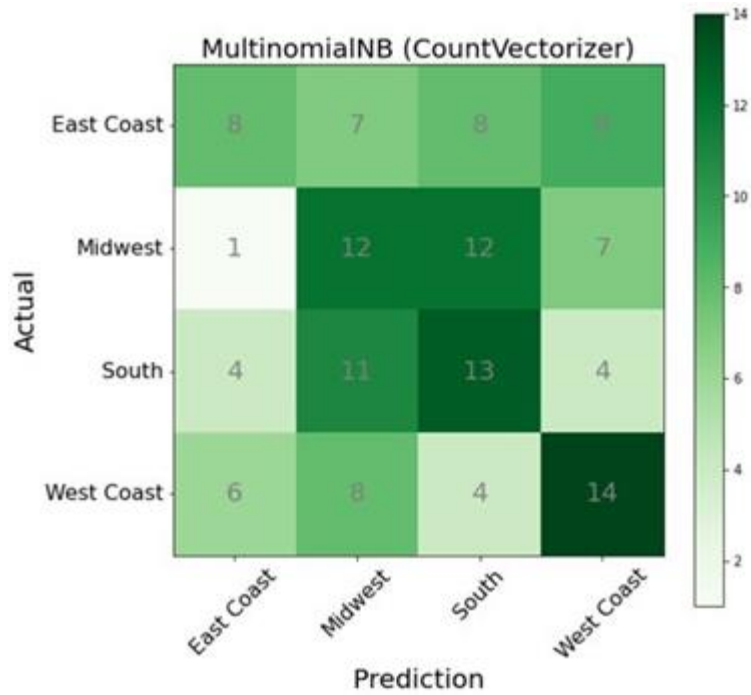 MultinomialNB (CountVectorizer)
14
12
10
8
6
4
2
Actual
East Coast 8 7 8 9
Midwest 1 12 12 7
South 4 11 13 4
West Coast 6 8 4 14
East Coast Midwest South West Coast
Prediction